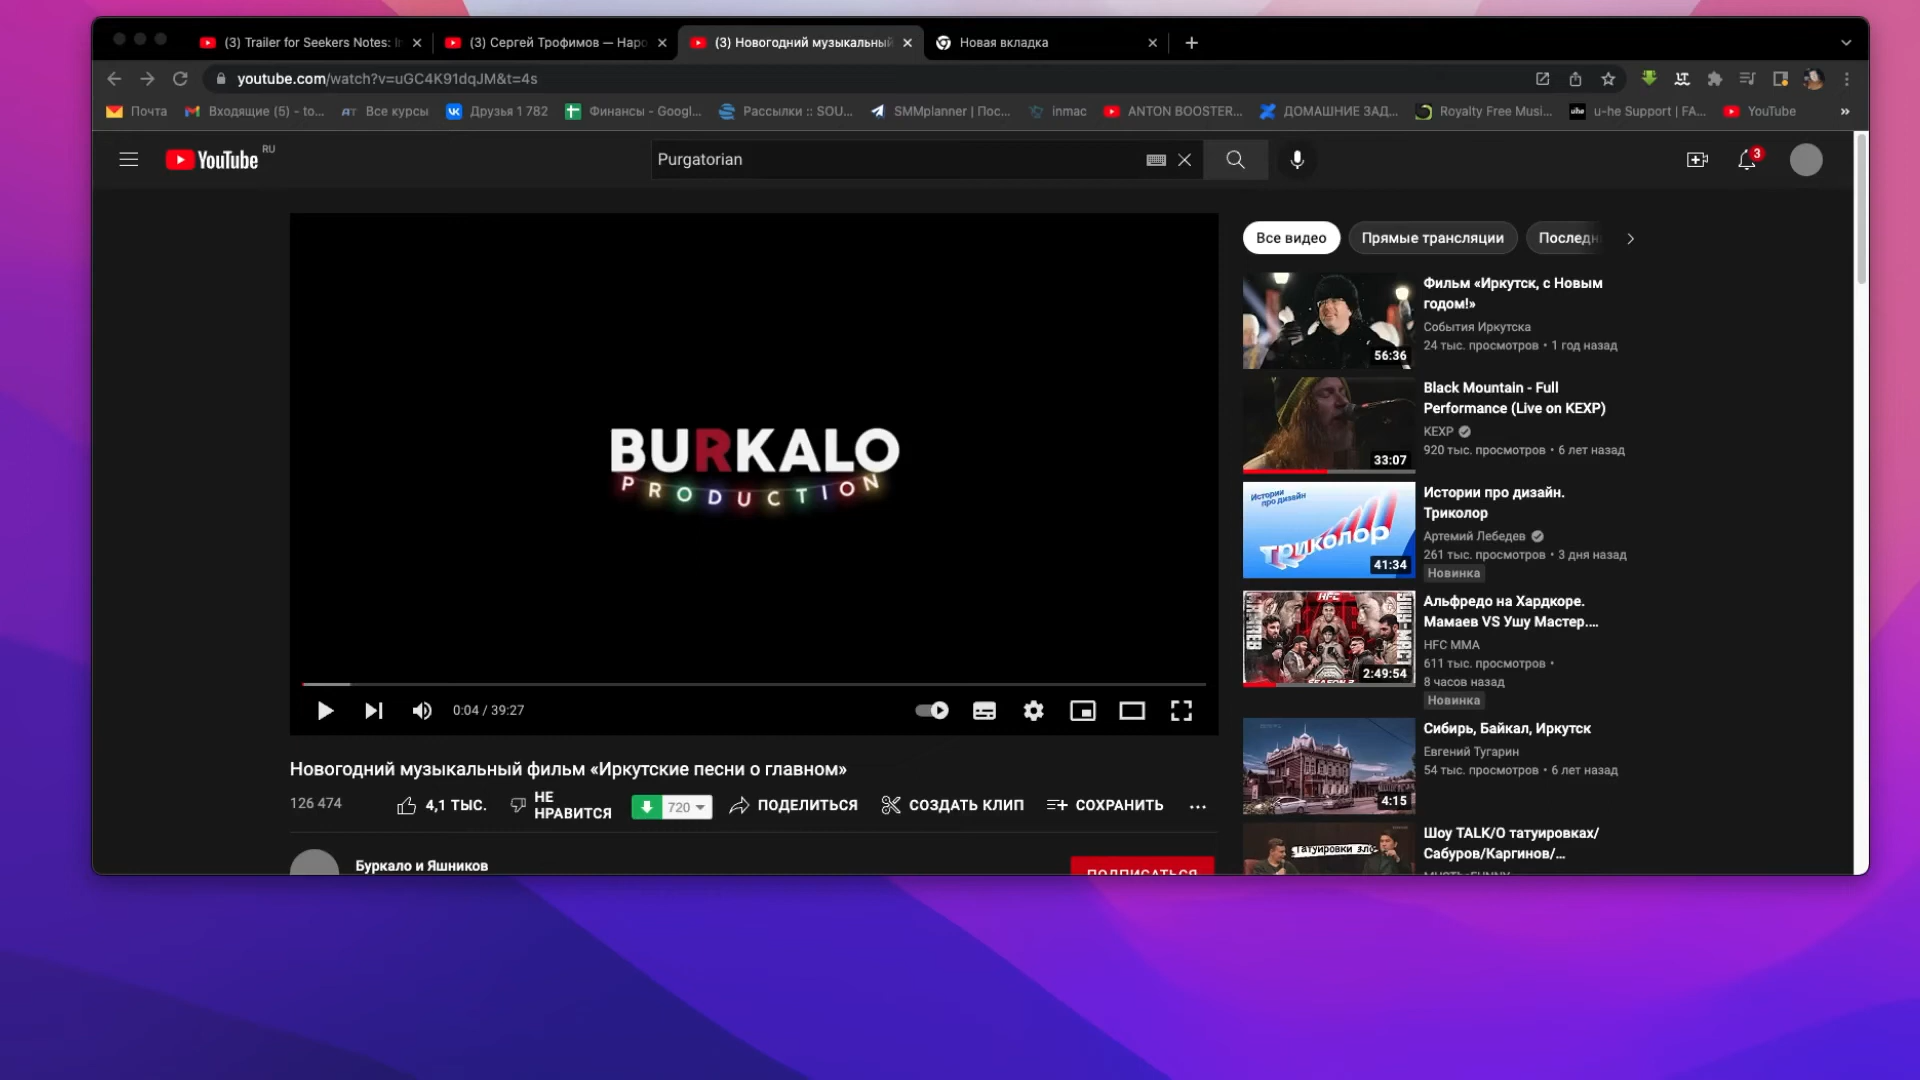 (3) Trailer for Seekers Notes:
(3) Сергей Трофимов — Наро
(3) Новогодний музыкальный
Новая вкладка
youtube.com/watch?v=uGC4K91dqJM&t=4s
Почта
Входящие (5) - to...
Все курсы
Друзья 1 782
Финансы - Googl...
Рассылки :: SOU...
SMMplanner | Пос...
inmac
ANTON BOOSTER...
ДОМАШНИЕ ЗАД...
Royalty Free Musi...
u-he Support | FA...
YouTube
YouTube RU
Purgatorian
3
BURKALO
PRODUCTION
0:04 / 39:27
Новогодний музыкальный фильм «Иркутские песни о главном»
126 474
4,1 ТЫС.
НЕ
НРАВИТСЯ
720
ПОДЕЛИТЬСЯ
СОЗДАТЬ КЛИП
СОХРАНИТЬ
Буркало и Яшников
ПОДПИСАТЬСЯ
Все видео
Прямые трансляции
Последн
56:36
Фильм «Иркутск, с Новым
годом!»
События Иркутска
24 тыс. просмотров • 1 год назад
33:07
Black Mountain - Full
Performance (Live on KEXP)
KEXP
920 тыс. просмотров • 6 лет назад
Истории
про дизайн
Триколор
41:34
Истории про дизайн.
Триколор
Артемий Лебедев
261 тыс. просмотров • 3 дня назад
Новинка
HFC
2:49:54
Альфредо на Хардкоре.
Мамаев VS Ушу Мастер....
HFC MMA
611 тыс. просмотров •
8 часов назад
Новинка
4:15
Сибирь, Байкал, Иркутск
Евгений Тугарин
54 тыс. просмотров • 6 лет назад
Татуировки зло
Шоу TALK/О татуировках/
Сабуров/Каргинов/...